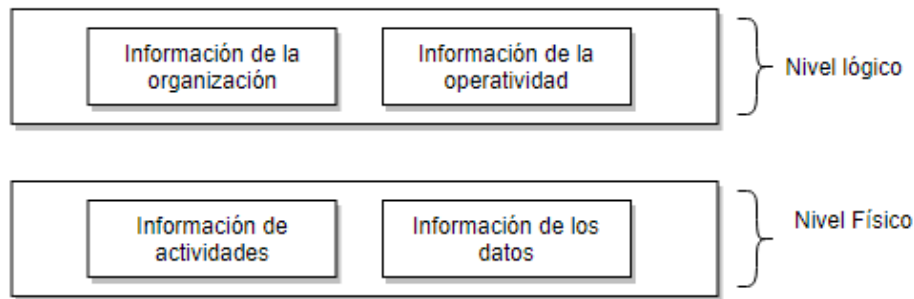 Información de la
organización
Información de la
operatividad
Nivel lógico
Información de
actividades
Información de los
datos
Nivel Físico